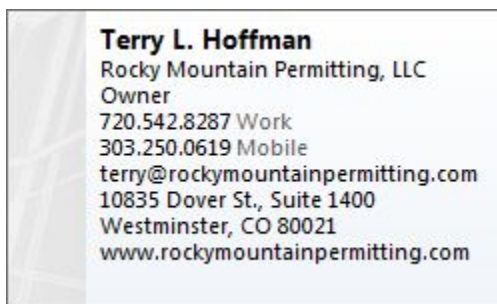 Terry L. Hoffman
Rocky Mountain Permitting, LLC
Owner
720.542.8287 Work
303.250.0619 Mobile
terry@rockymountainpermitting.com
10835 Dover St., Suite 1400
Westminster, CO 80021
www.rockymountainpermitting.com